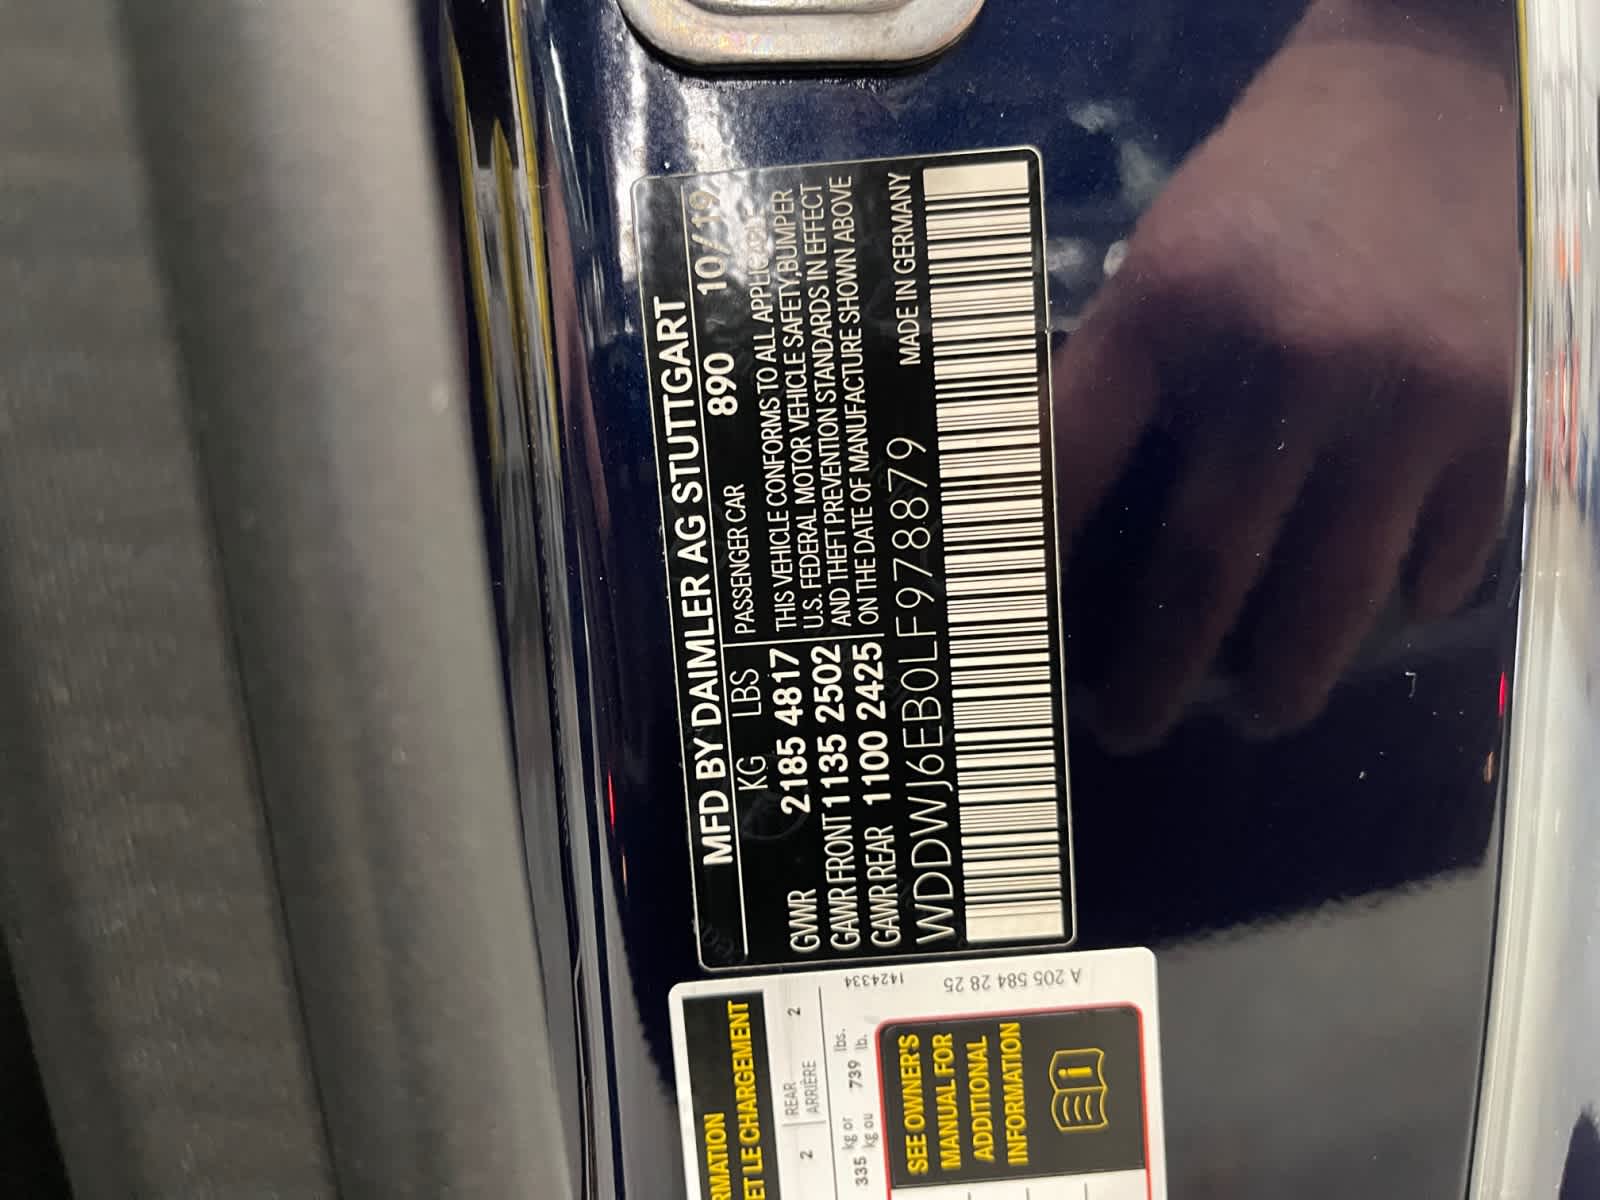 MFD BY DAIMLER AG STUTTGART
KG LBS PASSENGER CAR 890 10/19
GVWR 2185 4817
GAWR FRONT 1135 2502
GAWR REAR 1100 2425
THIS VEHICLE CONFORMS TO ALL APPLICABLE
U.S. FEDERAL MOTOR VEHICLE SAFETY,BUMPER
AND THEFT PREVENTION STANDARDS IN EFFECT
ON THE DATE OF MANUFACTURE SHOWN ABOVE
WDDWJ6EB0LF978879 MADE IN GERMANY
ET LE CHARGEMENT
2 REAR 2
ARRIÈRE
335 kg or 739 lbs.
kg ou lb.
SEE OWNER'S
MANUAL FOR
ADDITIONAL
INFORMATION
1424334
A 205 584 28 25